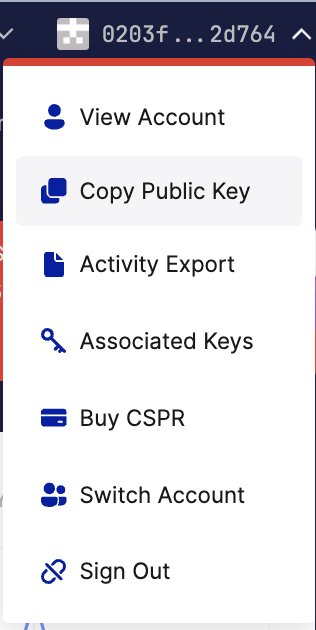 0203f...2d764
View Account
Copy Public Key
Activity Export
Associated Keys
Buy CSPR
Switch Account
Sign Out